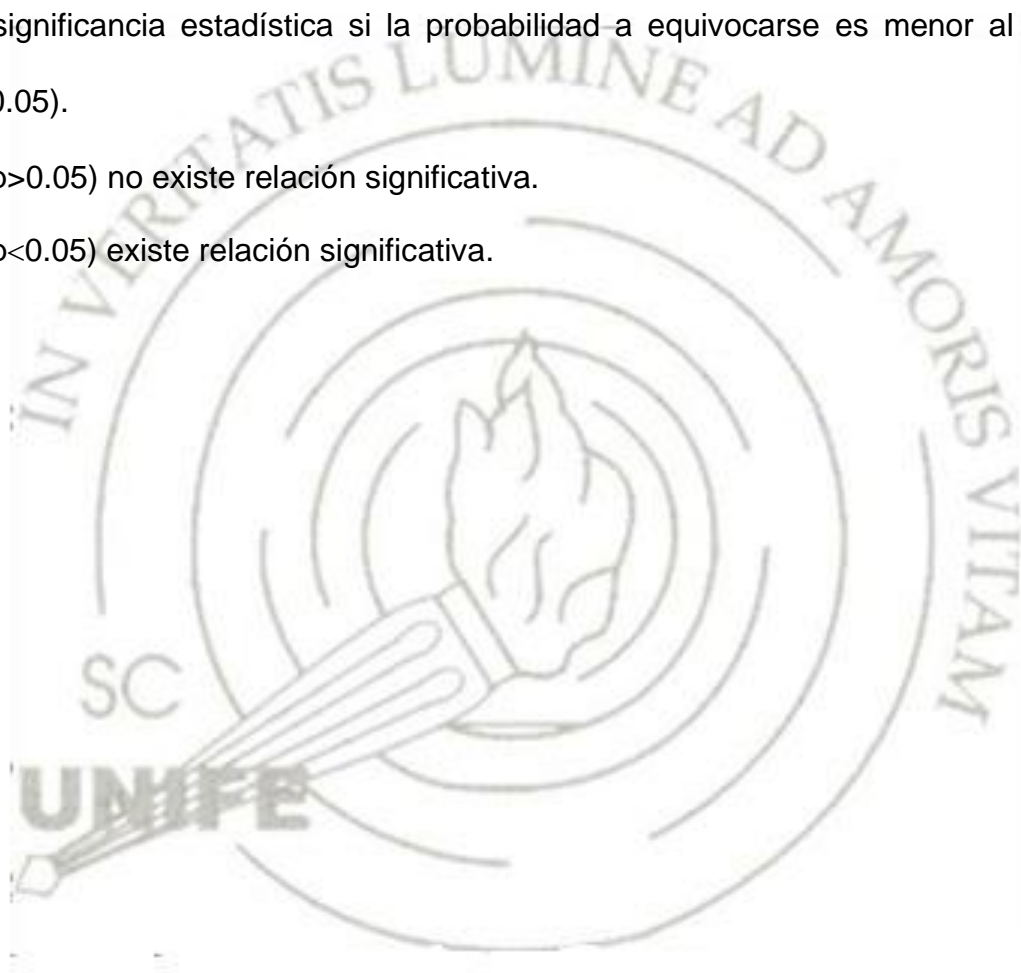 significancia estadística si la probabilidad a equivocarse es menor al
0.05).
p>0.05) no existe relación significativa.
p<0.05) existe relación significativa.
IN VERITATIS LUMINE AD AMORIS VITAM
SC
UNIFE